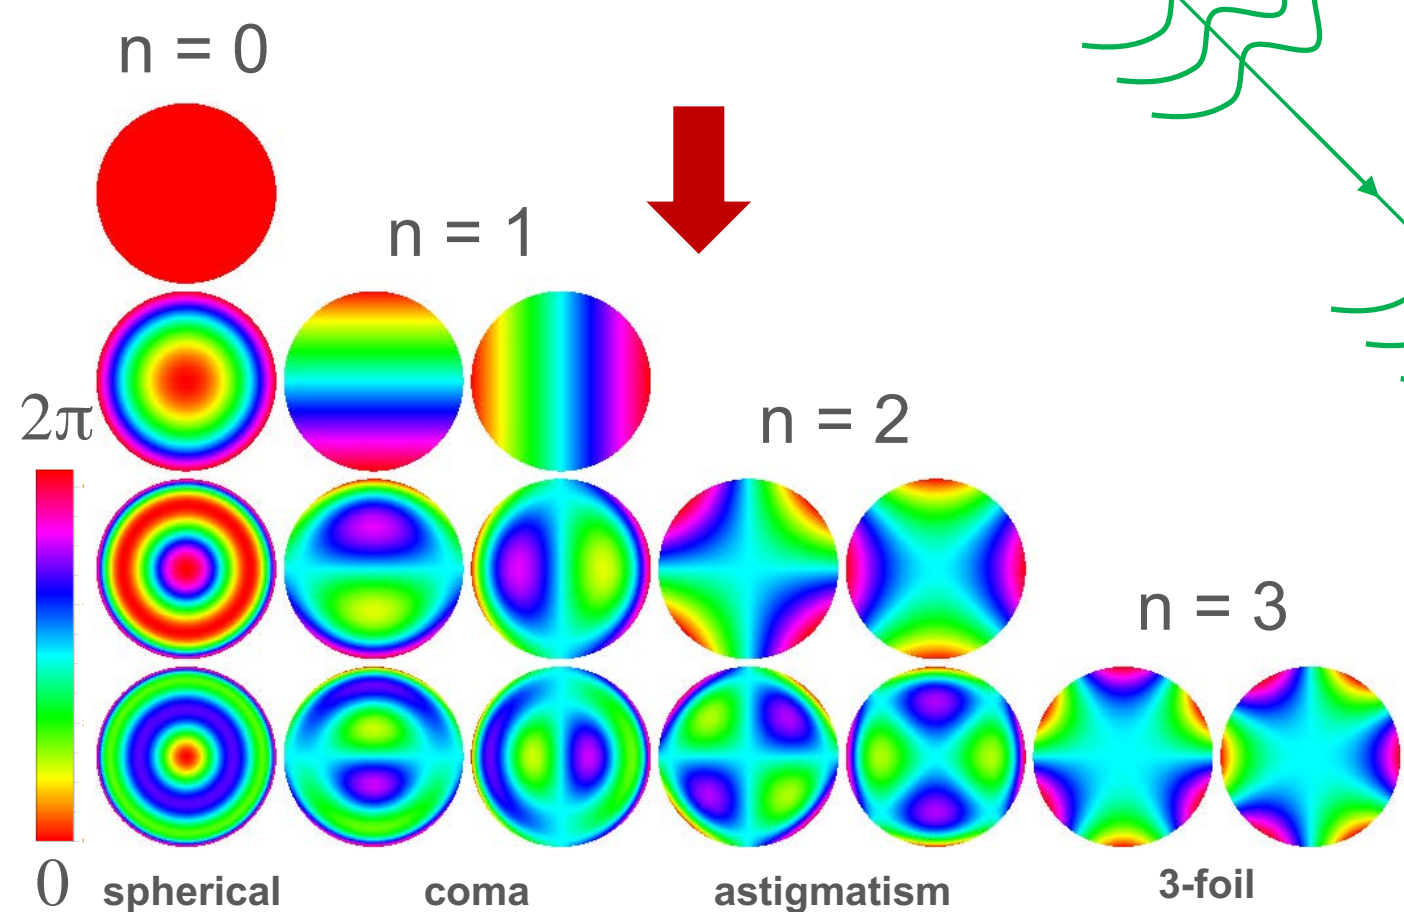 n = 0
n = 1
n = 2
n = 3
2π
0
spherical
coma
astigmatism
3-foil